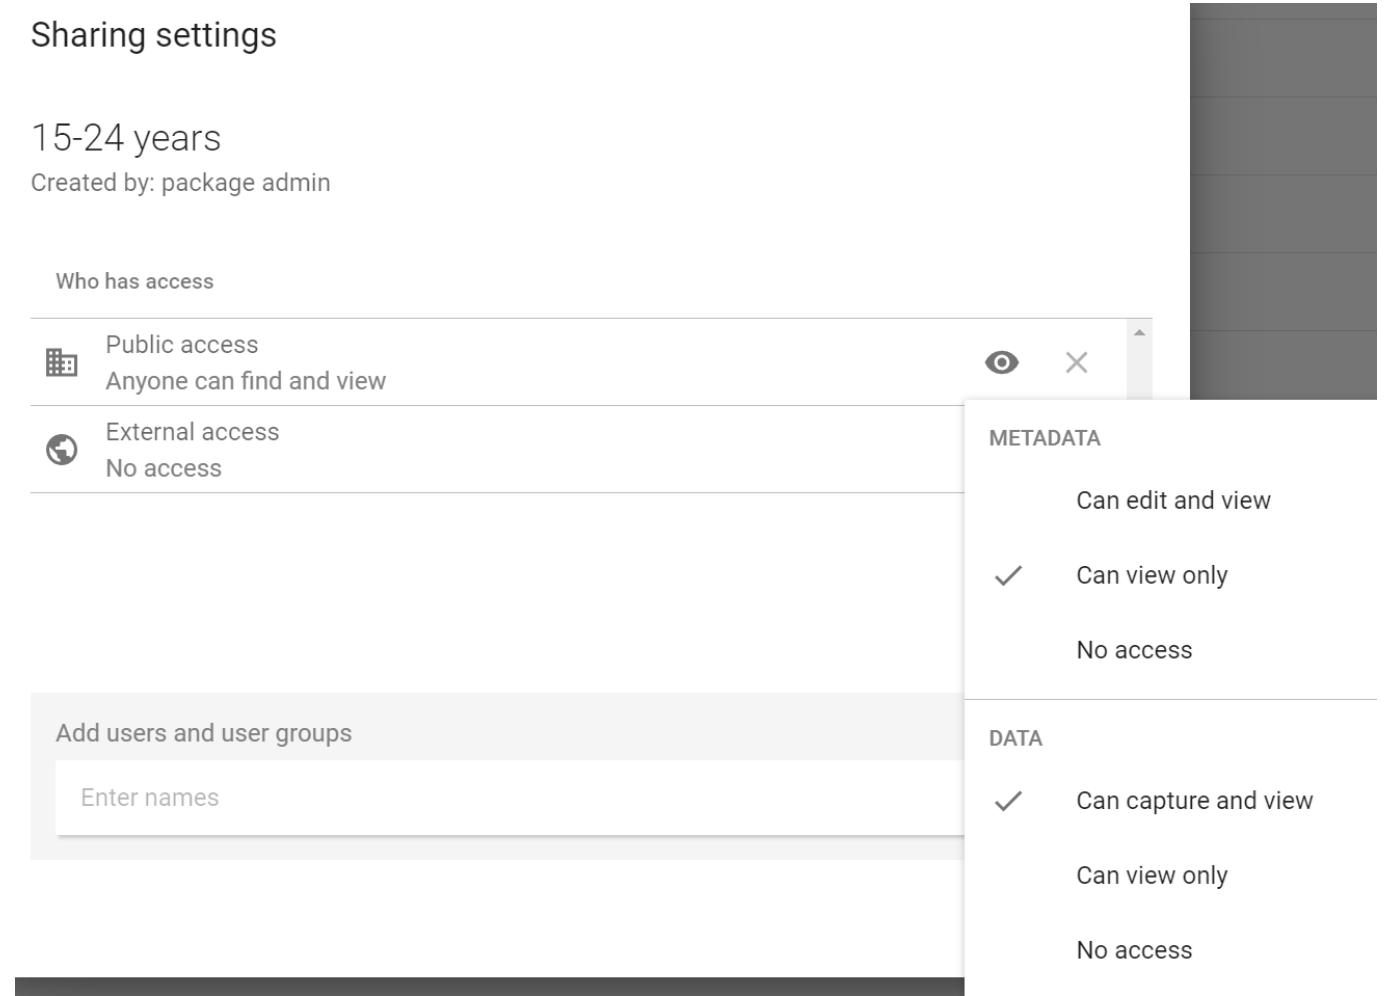 Sharing settings
15-24 years
Created by: package admin
Who has access
Public access
Anyone can find and view
External access
No access
METADATA
Can edit and view
Can view only
No access
DATA
Can capture and view
Can view only
No access
Add users and user groups
Enter names